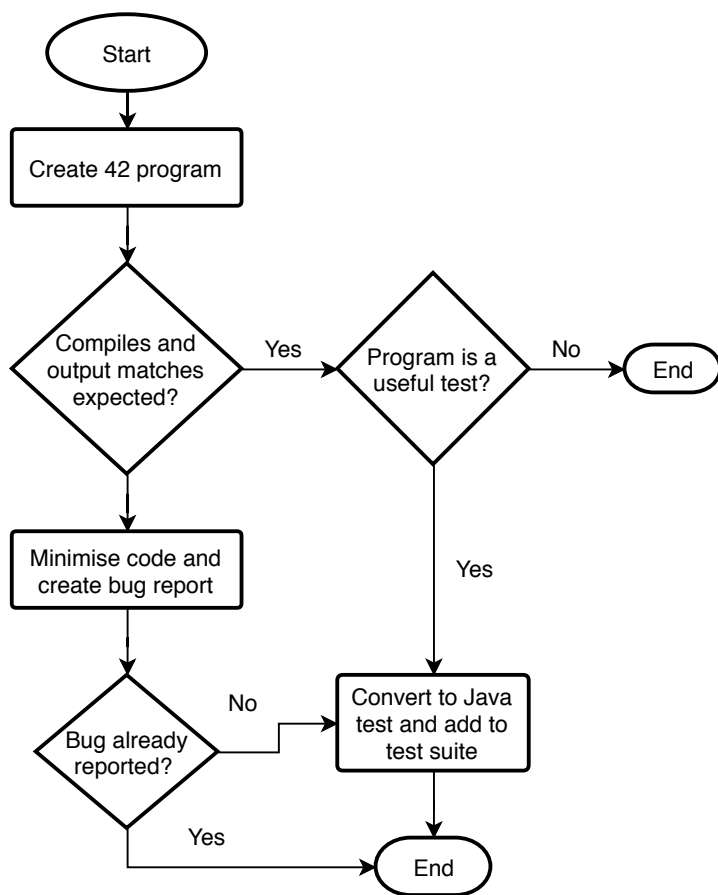 Start
Create 42 program
Compiles and
output matches
expected?
Yes
Program is a
useful test?
No
End
Minimise code and
create bug report
Yes
Bug already
reported?
No
Convert to Java
test and add to
test suite
Yes
End